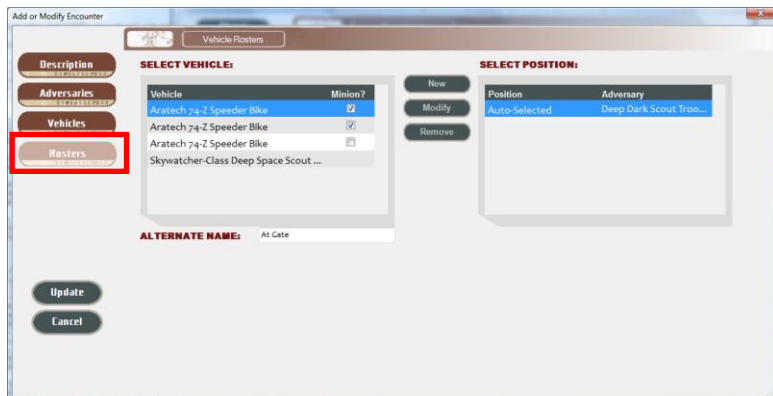 Add or Modify Encounter
Vehicle Rosters
Description
Adversaries
Vehicles
Rosters
SELECT VEHICLE:
Vehicle Minion?
Aratech 74-Z Speeder Bike
Aratech 74-Z Speeder Bike
Aratech 74-Z Speeder Bike
Skywatcher-Class Deep Space Scout ...
ALTERNATE NAME: At Gate
New
Modify
Remove
SELECT POSITION:
Position Adversary
Auto-Selected Deep Dark Scout Troo...
Update
Cancel